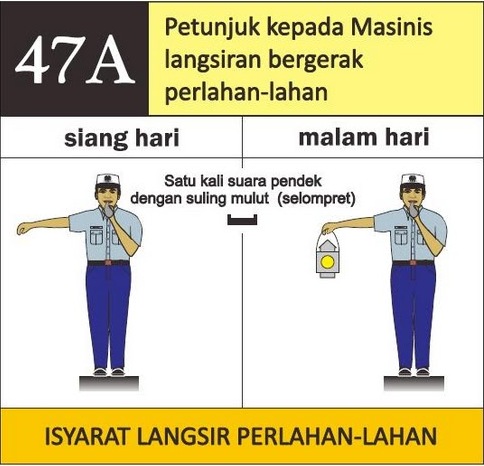 47A
Petunjuk kepada Masinis
langsiran bergerak
perlahan-lahan
siang hari
malam hari
Satu kali suara pendek
dengan suling mulut (selompret)
ISYARAT LANGSIR PERLAHAN-LAHAN